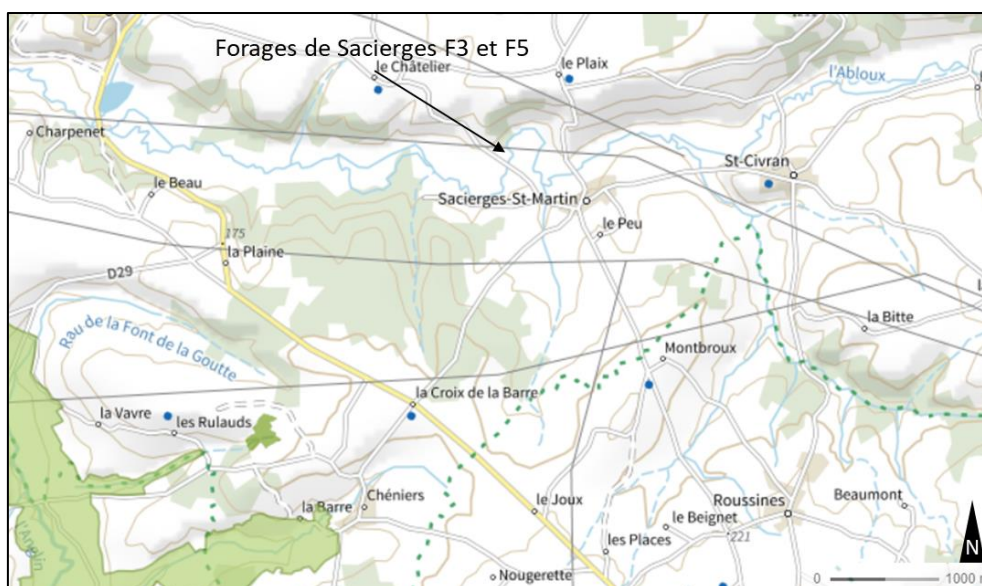 Forages de Sacierges F3 et F5
le Châtelier
le Plaix
l'Abloux
Charpenet
St-Civran
le Beau
Sacierges-St-Martin
le Peu
175
la Plaine
D29
la Bitte
Rau de la Font de la Goutte
Montbroux
la Croix de la Barre
la Vavre
les Rulauds
Chéniers
le Joux
Roussines
Beaumont
la Barre
le Beignet
221
les Places
l'Anglin
N
Nougerette
0
1000 m